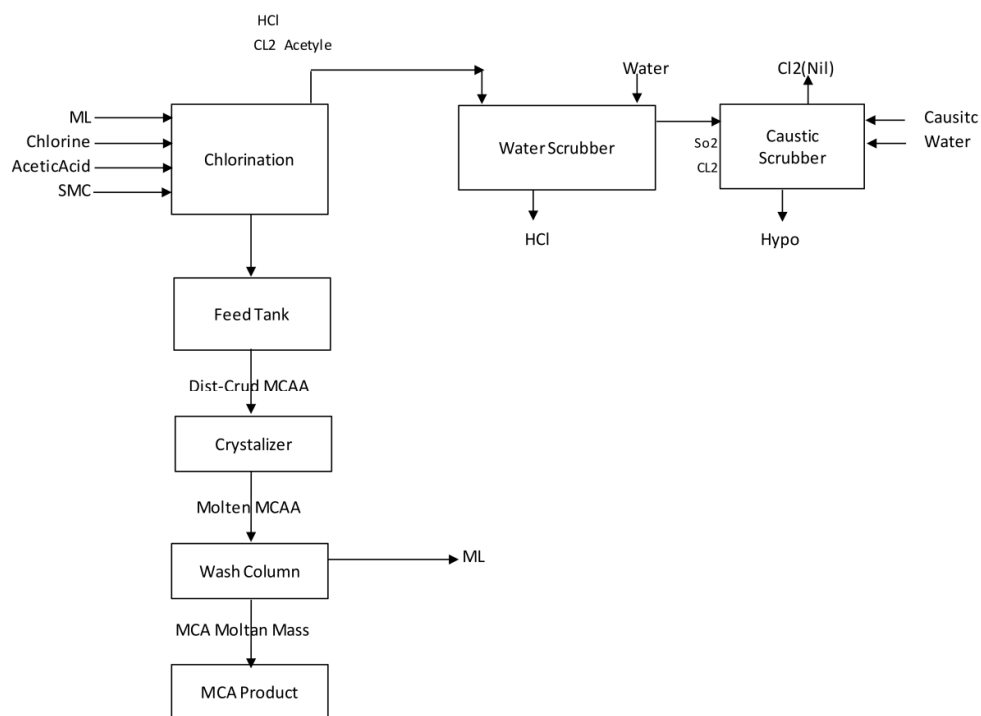 HCl
CL2 Acetyle
Water
Cl2(Nil)
ML
Chlorine
AceticAcid
SMC
Chlorination
Water Scrubber
So2
CL2
Caustic
Scrubber
Causitc
Water
HCl
Hypo
Feed Tank
Dist-Crud MCAA
Crystalizer
Molten MCAA
Wash Column
ML
MCA Moltan Mass
MCA Product